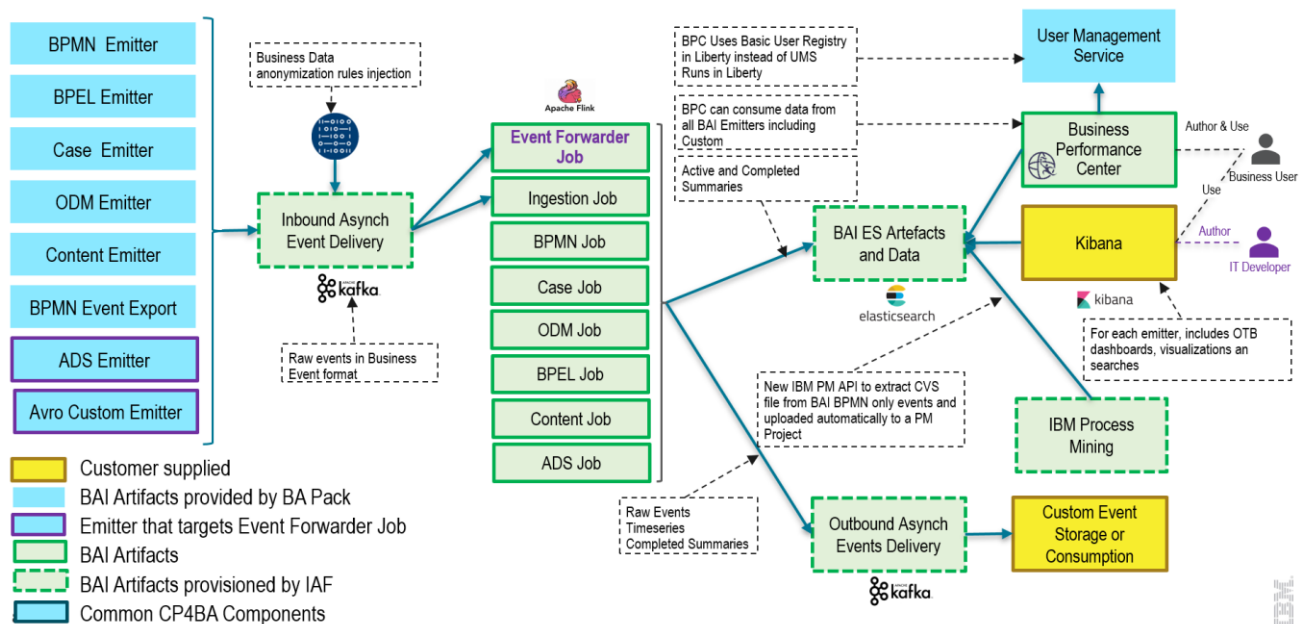 BPMN Emitter
BPEL Emitter
Case Emitter
ODM Emitter
Content Emitter
BPMN Event Export
ADS Emitter
Avro Custom Emitter
Business Data
anonymization rules injection
Inbound Asynch
Event Delivery
APACHE
kafka
Raw events in Business
Event format
Apache Flink
Event Forwarder
Job
Ingestion Job
BPMN Job
Case Job
ODM Job
BPEL Job
Content Job
ADS Job
BPC Uses Basic User Registry
in Liberty instead of UMS
Runs in Liberty
BPC can consume data from
all BAI Emitters including
Custom
Active and Completed
Summaries
BAI ES Artefacts
and Data
elasticsearch
New IBM PM API to extract CVS
file from BAI BPMN only events and
uploaded automatically to a PM
Project
Raw Events
Timeseries
Completed Summaries
Outbound Asynch
Events Delivery
APACHE
kafka
User Management
Service
Business
Performance
Center
Author & Use
Business User
Use
Kibana
Author
IT Developer
kibana
For each emitter, includes OTB
dashboards, visualizations an
searches
IBM Process
Mining
Custom Event
Storage or
Consumption
Customer supplied
BAI Artifacts provided by BA Pack
Emitter that targets Event Forwarder Job
BAI Artifacts
BAI Artifacts provisioned by IAF
Common CP4BA Components
IBM